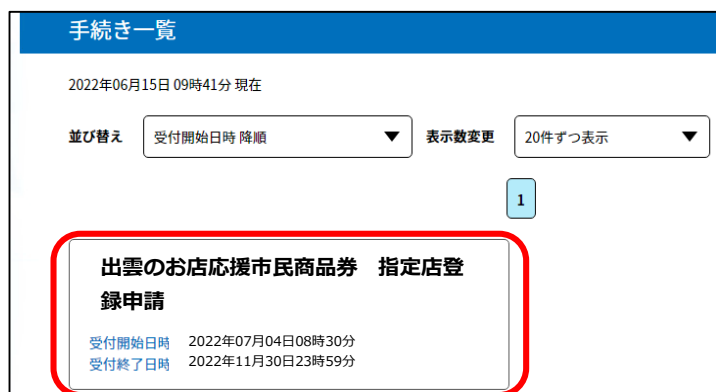 手続き一覧
2022年06月15日 09時41分 現在
並び替え 受付開始日時 降順 ▼ 表示数変更 20件ずつ表示 ▼
1
出雲のお店応援市民商品券　指定店登
録申請
受付開始日時 2022年07月04日08時30分
受付終了日時 2022年11月30日23時59分